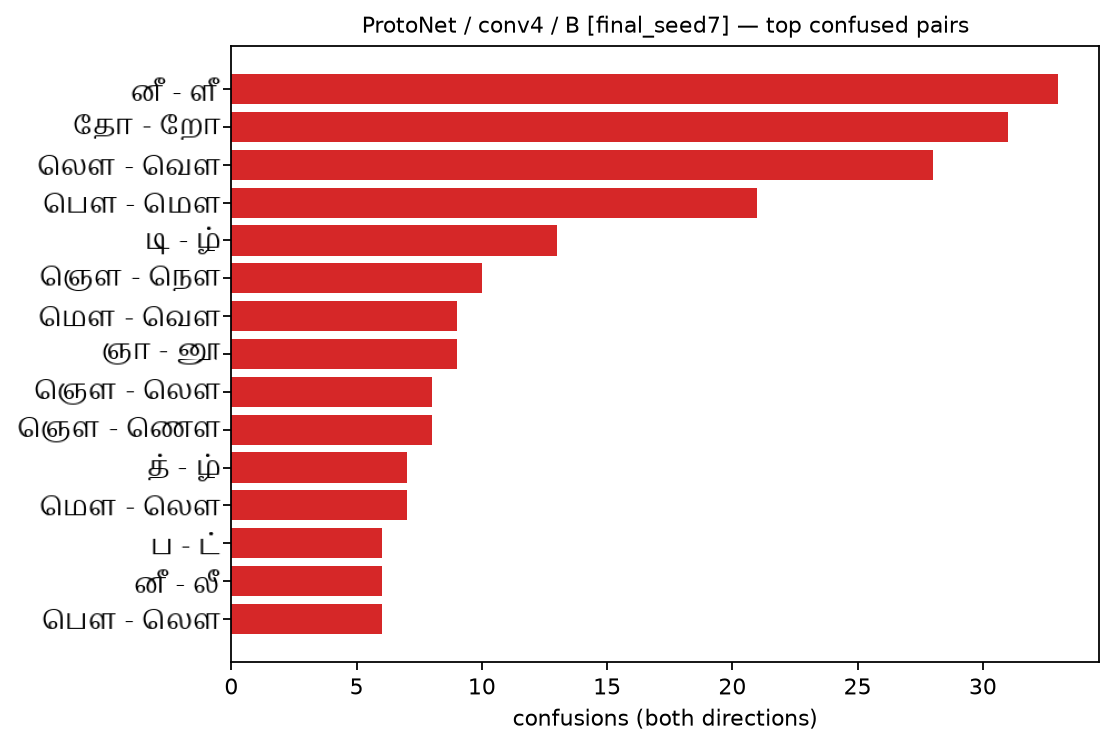 ProtoNet / conv4 / B [final_seed7] — top confused pairs
னீ - ளீ
தோ - றோ
லௌ - வௌ
பௌ - மௌ
டி - ழ்
ஞௌ - நௌ
மௌ - வௌ
ஞா - னூ
ஞௌ - லௌ
ஞௌ - ணௌ
த் - ழ்
மௌ - லௌ
ப - ட்
னீ - லீ
பௌ - லௌ
0 5 10 15 20 25 30
confusions (both directions)